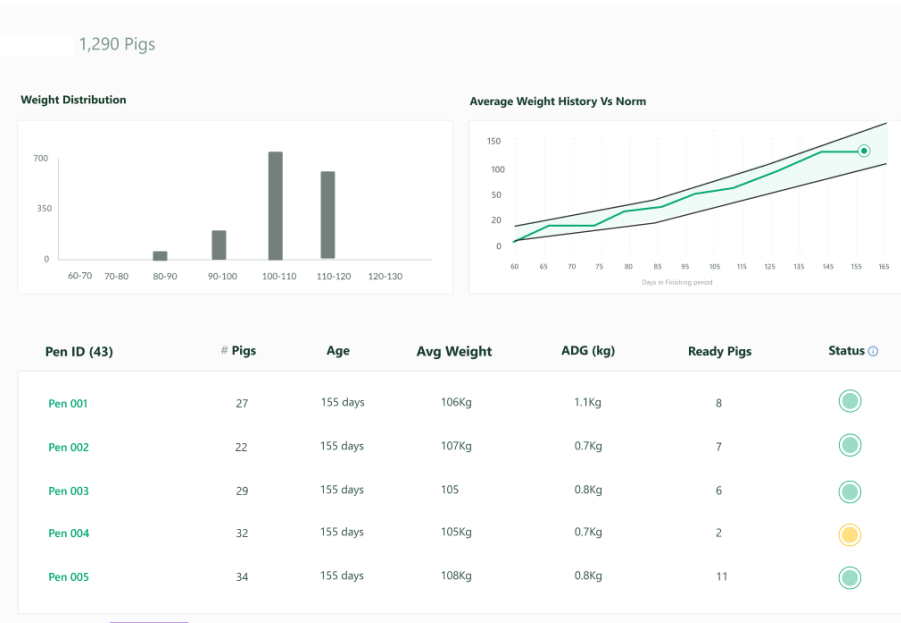 1,290 Pigs
Weight Distribution
700
350
0
60-70 70-80 80-90 90-100 100-110 110-120 120-130
Average Weight History Vs Norm
150
100
50
20
0
60 65 70 75 80 85 95 105 115 125 135 145 155 165
Days in Finishing period
Pen ID (43) # Pigs Age Avg Weight ADG (kg) Ready Pigs Status
Pen 001 27 155 days 106Kg 1.1Kg 8
Pen 002 22 155 days 107Kg 0.7Kg 7
Pen 003 29 155 days 105 0.8Kg 6
Pen 004 32 155 days 105Kg 0.7Kg 2
Pen 005 34 155 days 108Kg 0.8Kg 11